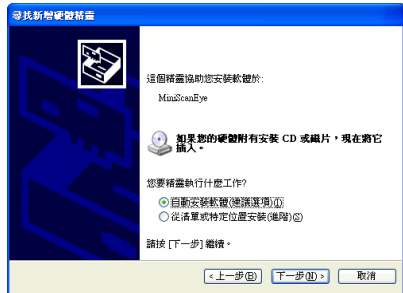 尋找新增硬體精靈
這個精靈協助您安裝軟體於:
MiniScanEye
如果您的硬體附有安裝 CD 或磁片，現在將它
插入。
您要精靈執行什麼工作?
自動安裝軟體(建議選項)(I)
從清單或特定位置安裝(進階)(S)
請按 [下一步] 繼續。
< 上一步(B)
下一步(N) >
取消